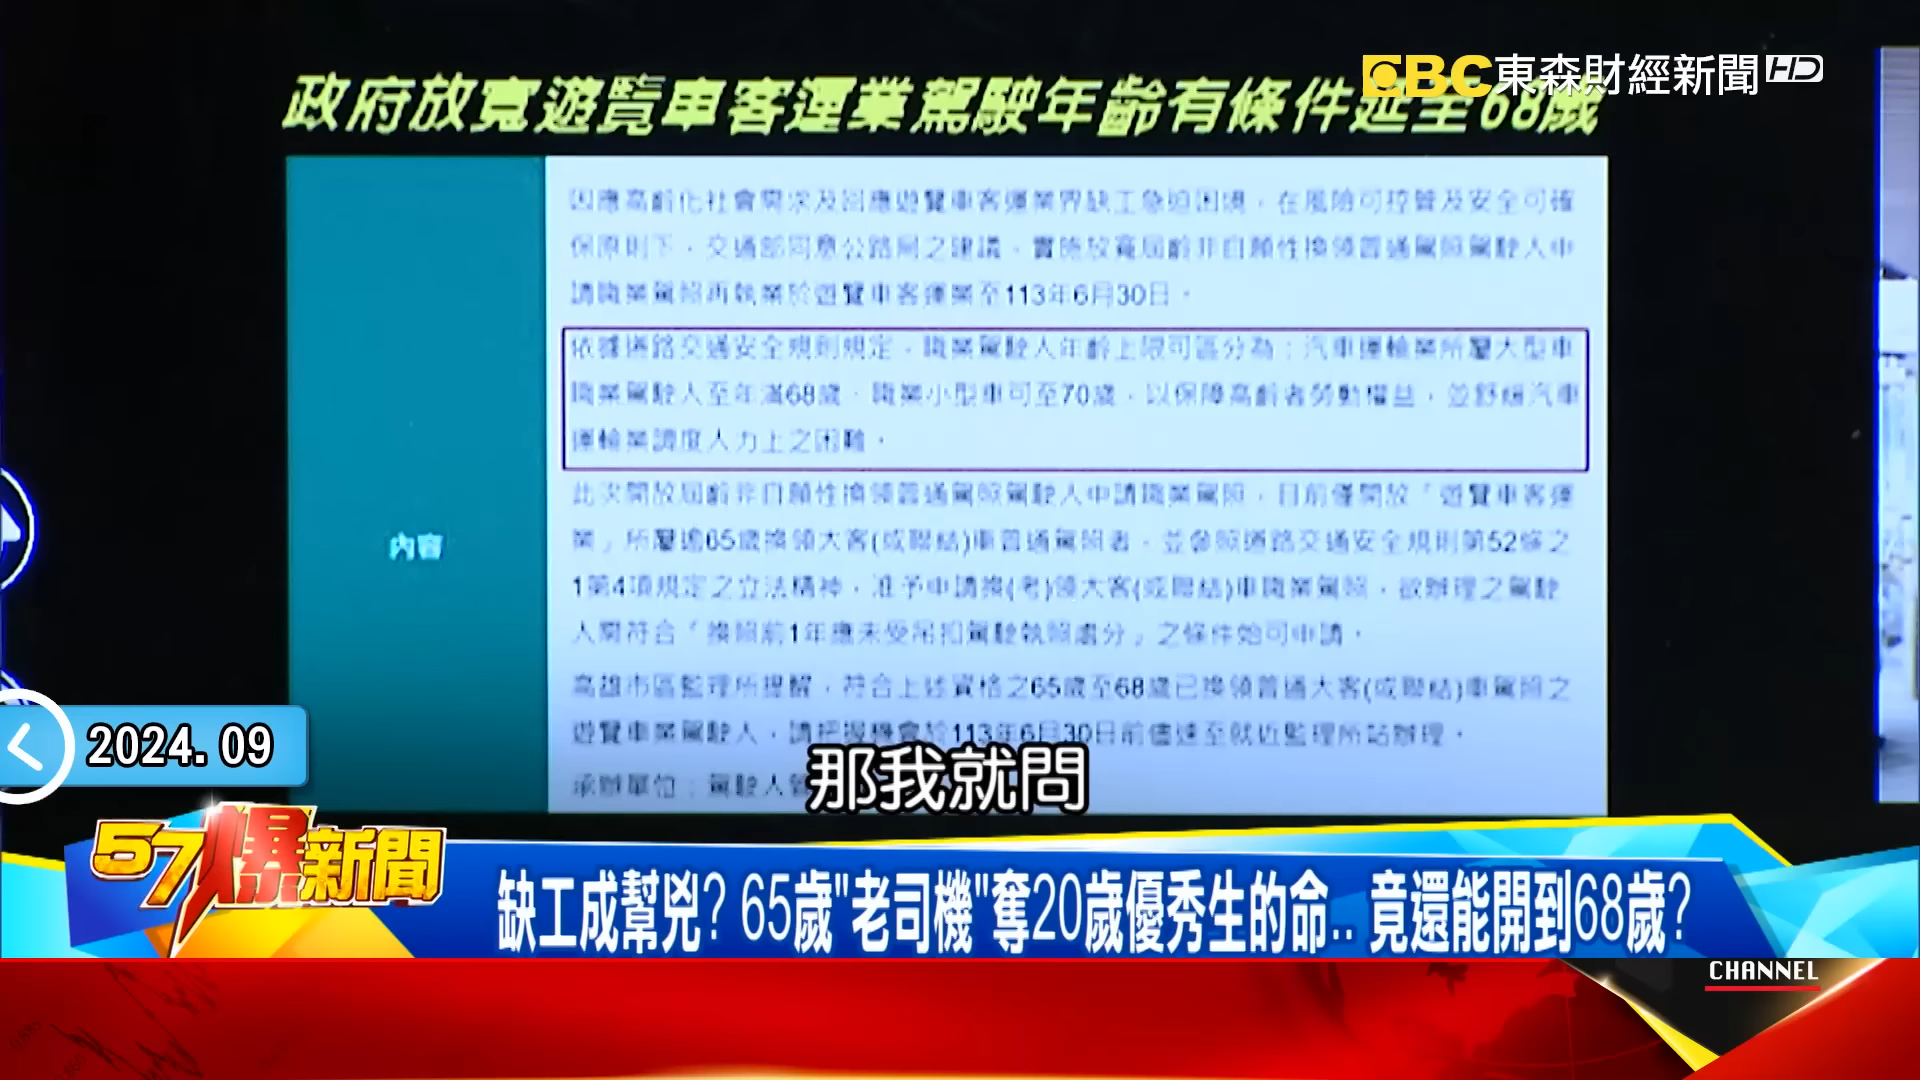 EBC東森財經新聞HD
政府放寬遊覽車客運業駕駛年齡有條件延至68歲
因應高齡化社會需求及回應遊覽車客運業界缺工急迫困境，在風險可控管及安全可確
保原則下，交通部同意公路局之建議，實施放寬屆齡非自願性換領普通駕照駕駛人申
請職業駕照再執業於遊覽車客運業至113年6月30日。
依據道路交通安全規則規定，職業駕駛人年齡上限可區分為：汽車運輸業所屬大型車
職業駕駛人至年滿68歲，職業小型車可至70歲，以保障高齡者勞動權益，並舒緩汽車
運輸業調度人力上之困難。
此次開放屆齡非自願性換領普通駕照駕駛人申請職業駕照，目前僅開放「遊覽車客運
內容
業」所屬逾65歲換領大客(或聯結)車普通駕照者，並參照道路交通安全規則第52條之
1第4項規定之立法精神，准予申請換(考)領大客(或聯結)車職業駕照，欲辦理之駕駛
人需符合「換照前1年應未受吊扣駕駛執照處分」之條件始可申請。
高雄市區監理所提醒，符合上述資格之65歲至68歲已換領普通大客(或聯結)車駕照之
遊覽車業駕駛人，請把握機會於113年6月30日前儘速至就近監理所站辦理。
承辦單位：駕駛人管
2024.09
那我就問
57爆新聞
缺工成幫兇? 65歲"老司機"奪20歲優秀生的命.. 竟還能開到68歲?
CHANNEL